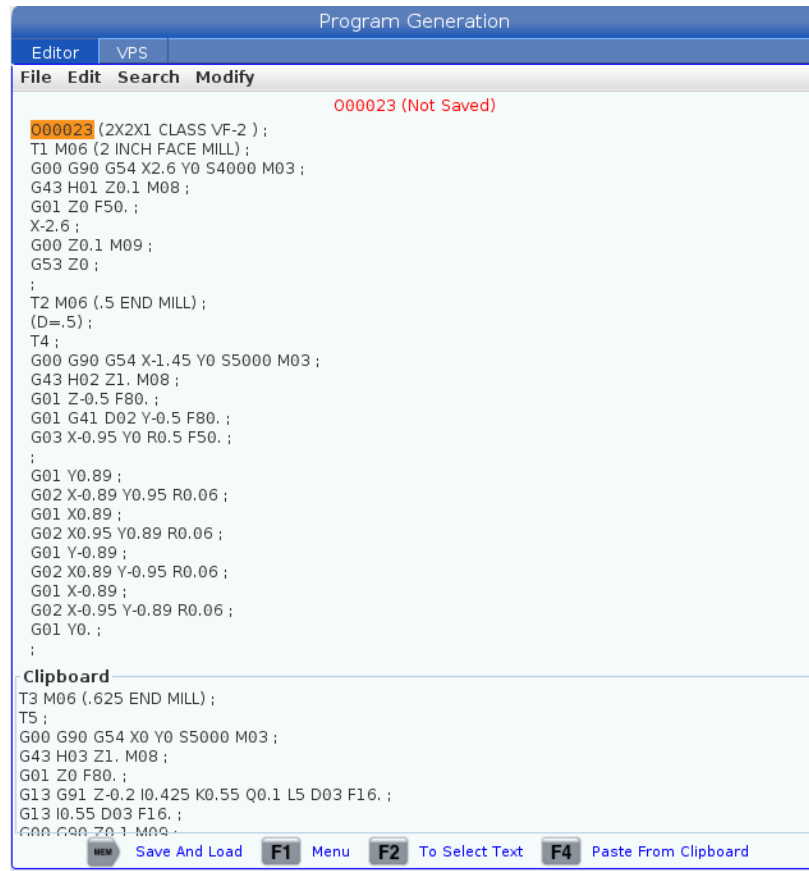 Program Generation
Editor VPS
File Edit Search Modify
O00023 (Not Saved)
O00023 (2X2X1 CLASS VF-2 ) ;
T1 M06 (2 INCH FACE MILL) ;
G00 G90 G54 X2.6 Y0 S4000 M03 ;
G43 H01 Z0.1 M08 ;
G01 Z0 F50. ;
X-2.6 ;
G00 Z0.1 M09 ;
G53 Z0 ;
;
T2 M06 (.5 END MILL) ;
(D=.5) ;
T4 ;
G00 G90 G54 X-1.45 Y0 S5000 M03 ;
G43 H02 Z1. M08 ;
G01 Z-0.5 F80. ;
G01 G41 D02 Y-0.5 F80. ;
G03 X-0.95 Y0 R0.5 F50. ;
;
G01 Y0.89 ;
G02 X-0.89 Y0.95 R0.06 ;
G01 X0.89 ;
G02 X0.95 Y0.89 R0.06 ;
G01 Y-0.89 ;
G02 X0.89 Y-0.95 R0.06 ;
G01 X-0.89 ;
G02 X-0.95 Y-0.89 R0.06 ;
G01 Y0. ;
;
Clipboard
T3 M06 (.625 END MILL) ;
T5 ;
G00 G90 G54 X0 Y0 S5000 M03 ;
G43 H03 Z1. M08 ;
G01 Z0 F80. ;
G13 G91 Z-0.2 I0.425 K0.55 Q0.1 L5 D03 F16. ;
G13 I0.55 D03 F16. ;
G00 G90 Z0.1 M09 ;
MEM Save And Load F1 Menu F2 To Select Text F4 Paste From Clipboard